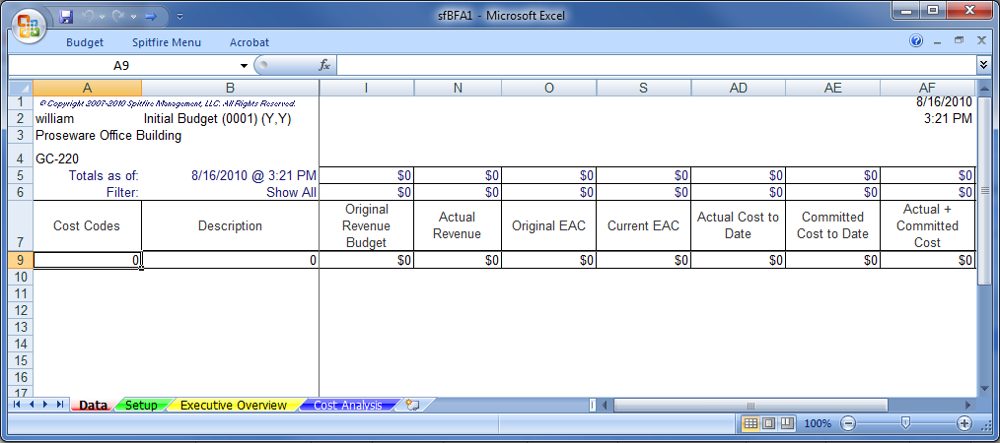 sfBFA1 - Microsoft Excel
Budget Spitfire Menu Acrobat
A9 fx
A B I N O S AD AE AF
1 © Copyright 2007-2010 Spitfire Management, LLC. All Rights Reserved. 8/16/2010
2 william Initial Budget (0001) (Y,Y) 3:21 PM
3 Proseware Office Building
4 GC-220
5 Totals as of: 8/16/2010 @ 3:21 PM $0 $0 $0 $0 $0 $0 $0
6 Filter: Show All $0 $0 $0 $0 $0 $0 $0
7 Cost Codes Description Original Revenue Budget Actual Revenue Original EAC Current EAC Actual Cost to Date Committed Cost to Date Actual + Committed Cost
9 0 0 $0 $0 $0 $0 $0 $0 $0
10
11
12
13
14
15
16
17
Data Setup Executive Overview Cost Analysis
100%